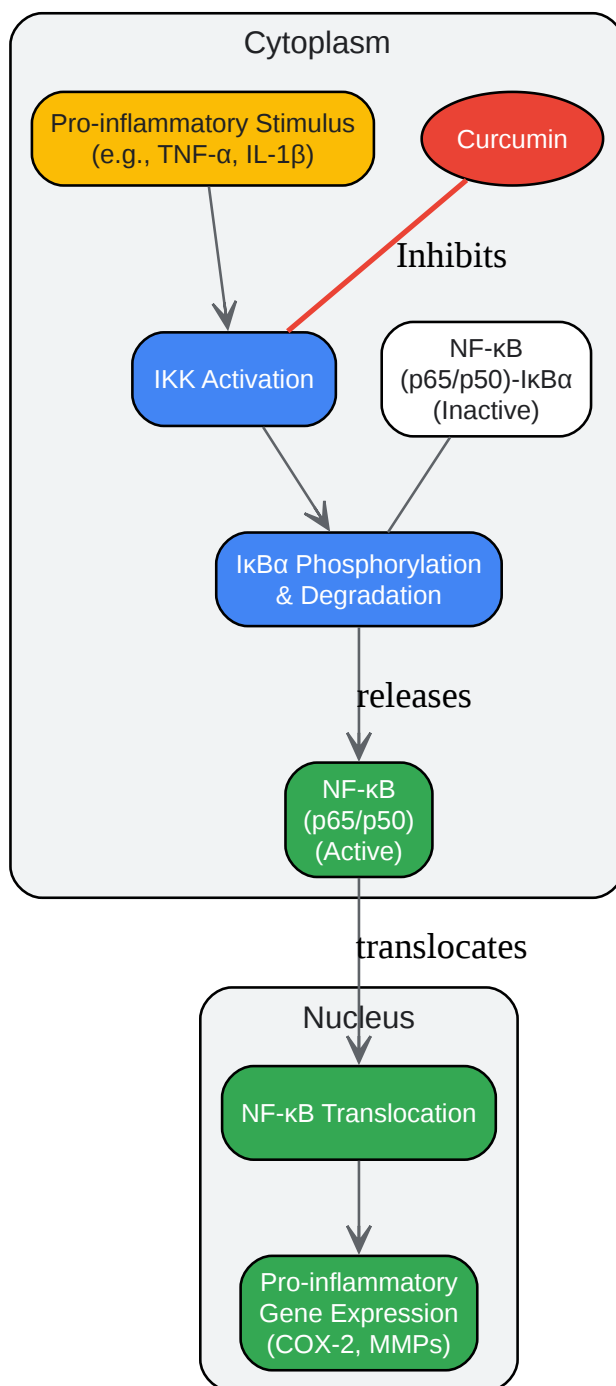 Cytoplasm
Pro-inflammatory Stimulus
(e.g., TNF-α, IL-1β)
Curcumin
Inhibits
IKK Activation
NF-κB
(p65/p50)-IκBα
(Inactive)
IκBα Phosphorylation
& Degradation
releases
NF-κB
(p65/p50)
(Active)
translocates
Nucleus
NF-κB Translocation
Pro-inflammatory
Gene Expression
(COX-2, MMPs)